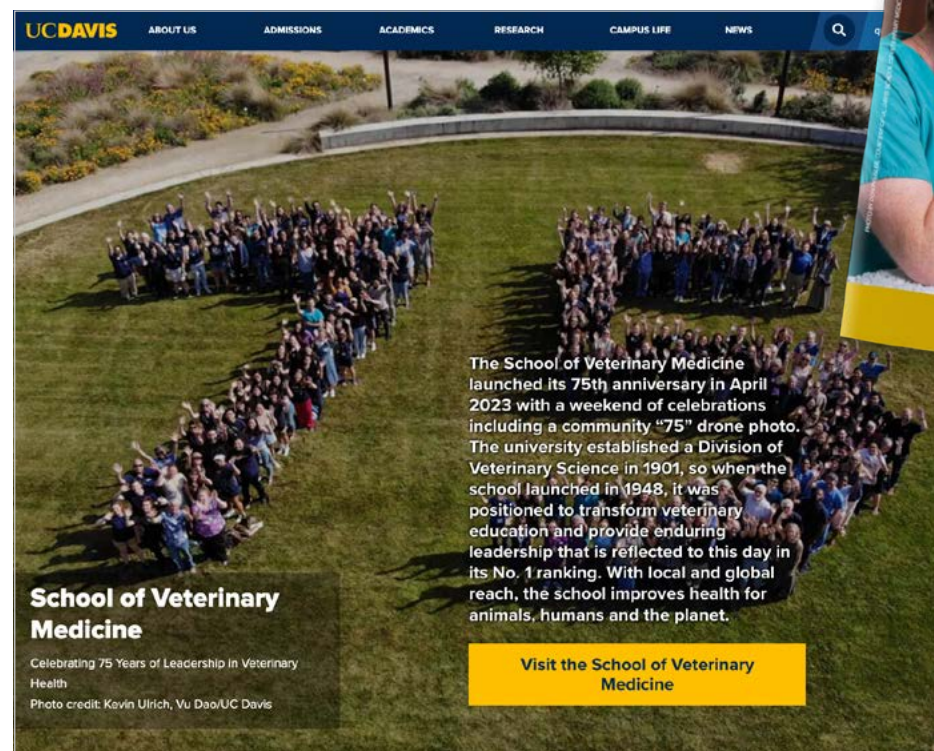 UCDAVIS
ABOUT US
ADMISSIONS
ACADEMICS
RESEARCH
CAMPUS LIFE
NEWS
The School of Veterinary Medicine
launched its 75th anniversary in April
2023 with a weekend of celebrations
including a community “75” drone photo.
The university established a Division of
Veterinary Science in 1901, so when the
school launched in 1948, it was
positioned to transform veterinary
education and provide enduring
leadership that is reflected to this day in
its No. 1 ranking. With local and global
reach, the school improves health for
animals, humans and the planet.
School of Veterinary
Medicine
Celebrating 75 Years of Leadership in Veterinary
Health
Photo credit: Kevin Ulrich, Vu Dao/UC Davis
Visit the School of Veterinary
Medicine